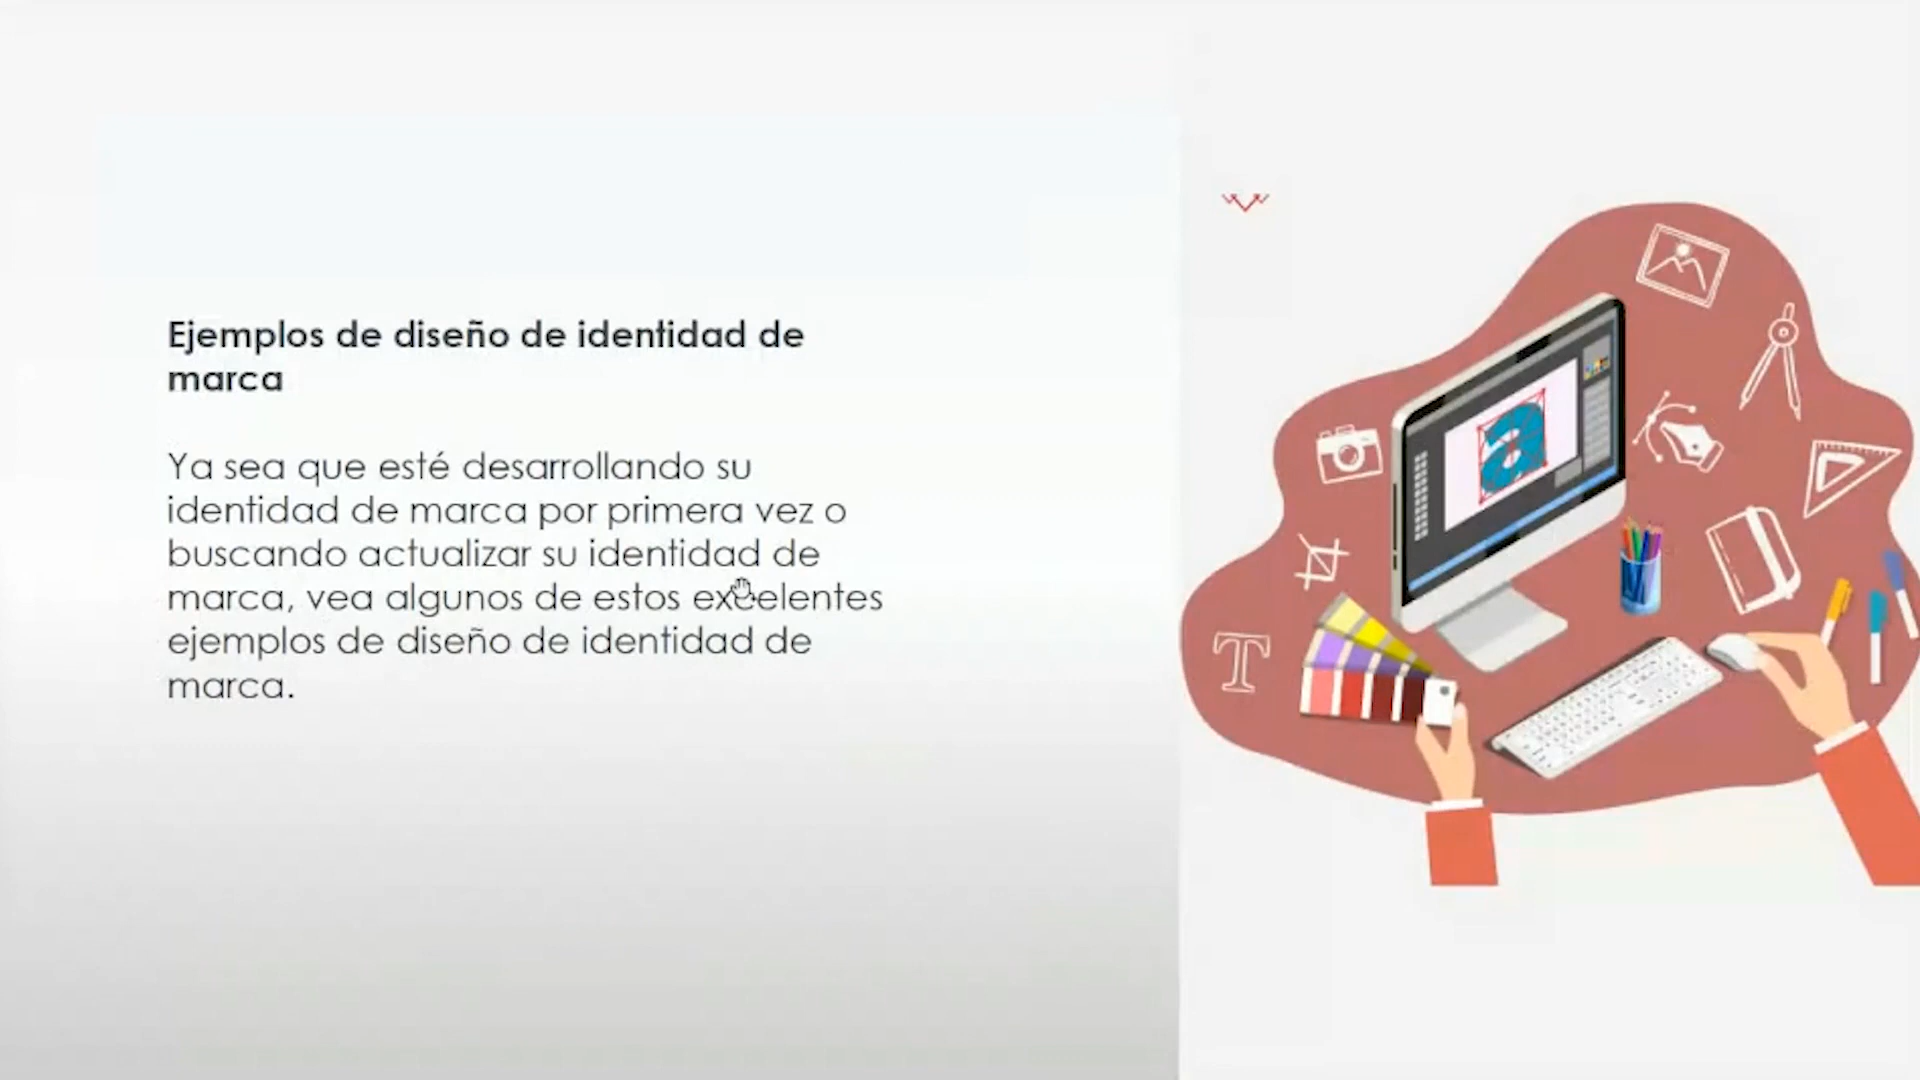 Ejemplos de diseño de identidad de
marca
Ya sea que esté desarrollando su
identidad de marca por primera vez o
buscando actualizar su identidad de
marca, vea algunos de estos excelentes
ejemplos de diseño de identidad de
marca.
a
T